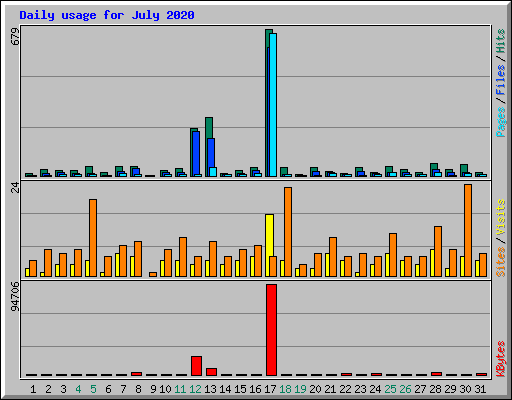 Daily usage for July 2020
679
24
94706
Pages / Files / Hits
Sites / Visits
KBytes
1 2 3 4 5 6 7 8 9 10 11 12 13 14 15 16 17 18 19 20 21 22 23 24 25 26 27 28 29 30 31